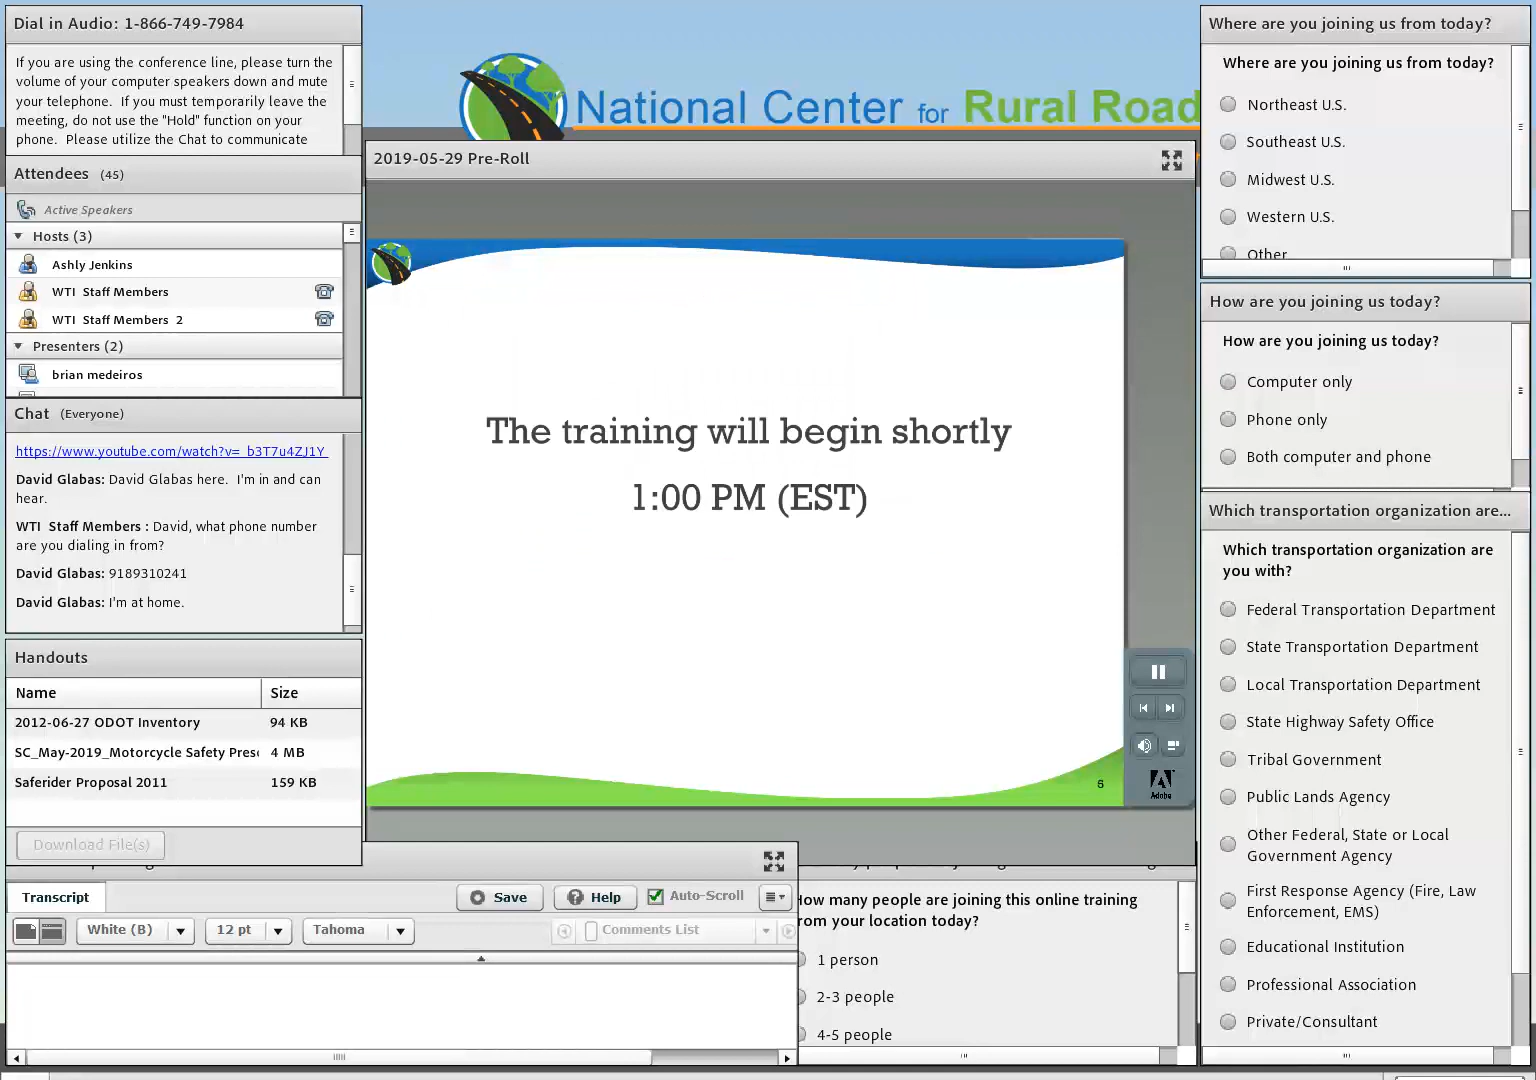 Dial in Audio: 1-866-749-7984
If you are using the conference line, please turn the
volume of your computer speakers down and mute
your telephone.  If you must temporarily leave the
meeting, do not use the "Hold" function on your
phone.  Please utilize the Chat to communicate
Attendees (45)
Active Speakers
Hosts (3)
Ashly Jenkins
WTI  Staff Members
WTI  Staff Members  2
Presenters (2)
brian medeiros
Chat (Everyone)
https://www.youtube.com/watch?v=_b3T7u4ZJ1Y
David Glabas: David Glabas here.  I'm in and can
hear.
WTI  Staff Members : David, what phone number
are you dialing in from?
David Glabas: 9189310241
David Glabas: I'm at home.
Handouts
Name Size
2012-06-27 ODOT Inventory 94 KB
SC_May-2019_Motorcycle Safety Pres 4 MB
Saferider Proposal 2011 159 KB
Download File(s)
National Center for Rural Road
2019-05-29 Pre-Roll
The training will begin shortly
1:00 PM (EST)
6
Adobe
Transcript Save Help Auto-Scroll
White (B) 12 pt Tahoma Comments List
How many people are joining this online training
from your location today?
1 person
2-3 people
4-5 people
Where are you joining us from today?
Where are you joining us from today?
Northeast U.S.
Southeast U.S.
Midwest U.S.
Western U.S.
Other
How are you joining us today?
How are you joining us today?
Computer only
Phone only
Both computer and phone
Which transportation organization are...
Which transportation organization are
you with?
Federal Transportation Department
State Transportation Department
Local Transportation Department
State Highway Safety Office
Tribal Government
Public Lands Agency
Other Federal, State or Local
Government Agency
First Response Agency (Fire, Law
Enforcement, EMS)
Educational Institution
Professional Association
Private/Consultant